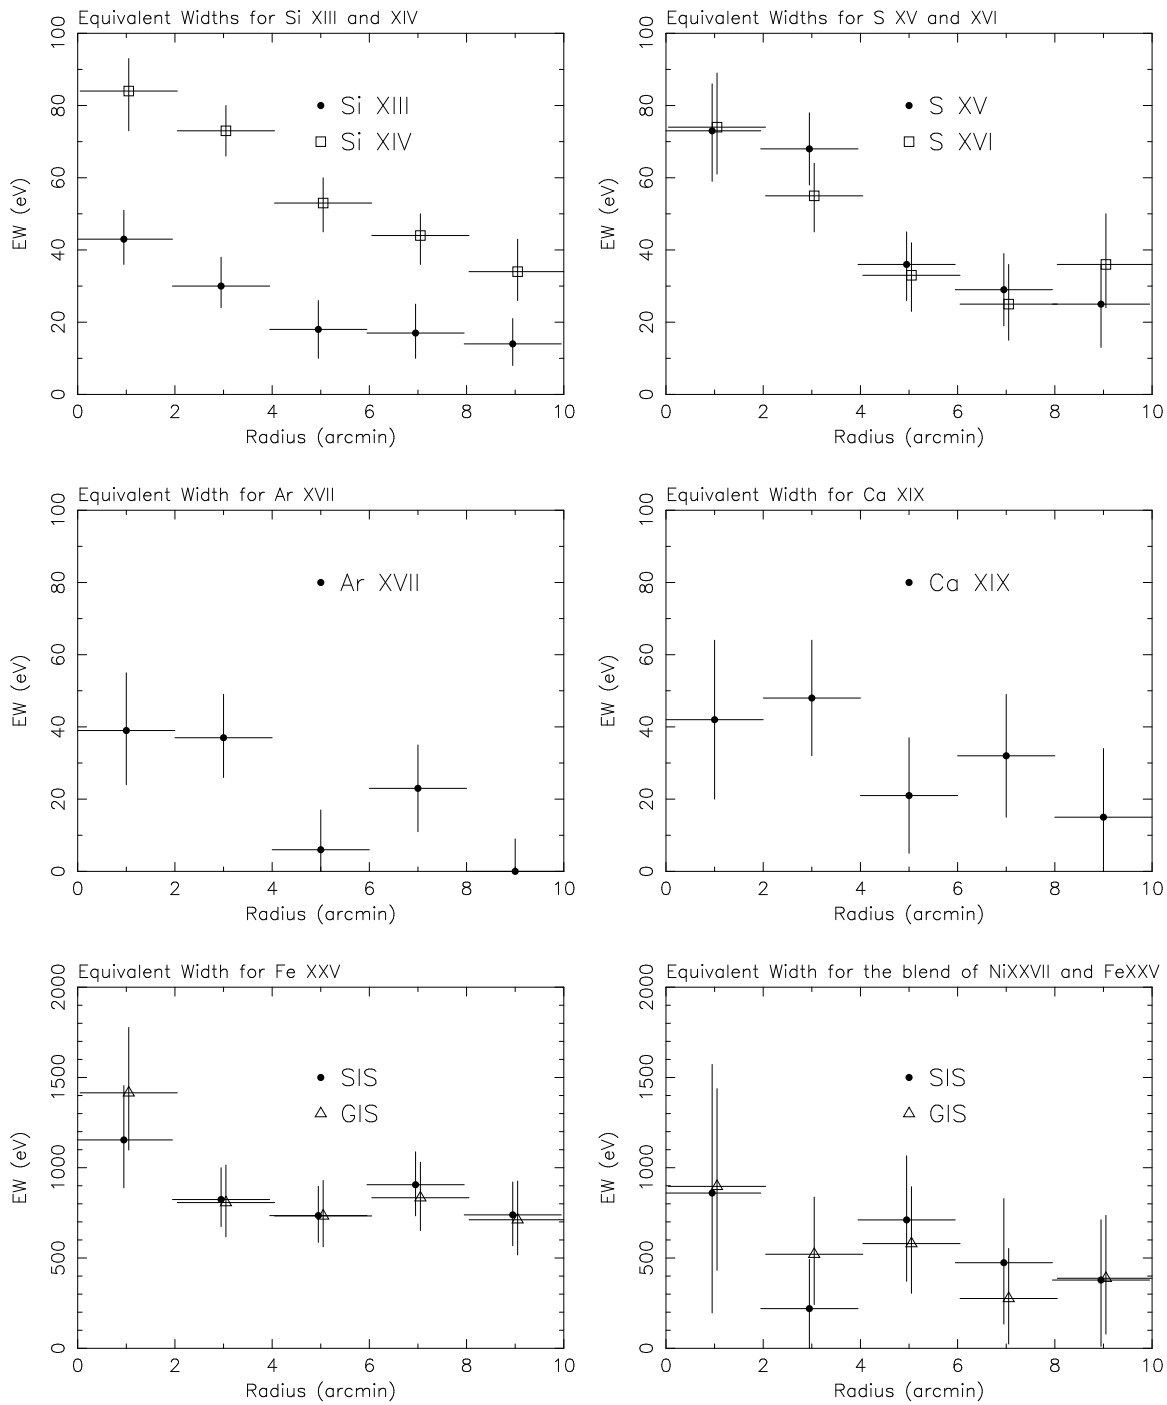 Equivalent Widths for Si XIII and XIV
100
80
60
40
20
0
EW (eV)
Si XIII
Si XIV
0 2 4 6 8 10
Radius (arcmin)
Equivalent Widths for S XV and XVI
100
80
60
40
20
0
EW (eV)
S XV
S XVI
0 2 4 6 8 10
Radius (arcmin)
Equivalent Width for Ar XVII
100
80
60
40
20
0
EW (eV)
Ar XVII
0 2 4 6 8 10
Radius (arcmin)
Equivalent Width for Ca XIX
100
80
60
40
20
0
EW (eV)
Ca XIX
0 2 4 6 8 10
Radius (arcmin)
Equivalent Width for Fe XXV
2000
1500
1000
500
0
EW (eV)
SIS
GIS
0 2 4 6 8 10
Radius (arcmin)
Equivalent Width for the blend of NiXXVII and FeXXV
2000
1500
1000
500
0
EW (eV)
SIS
GIS
0 2 4 6 8 10
Radius (arcmin)